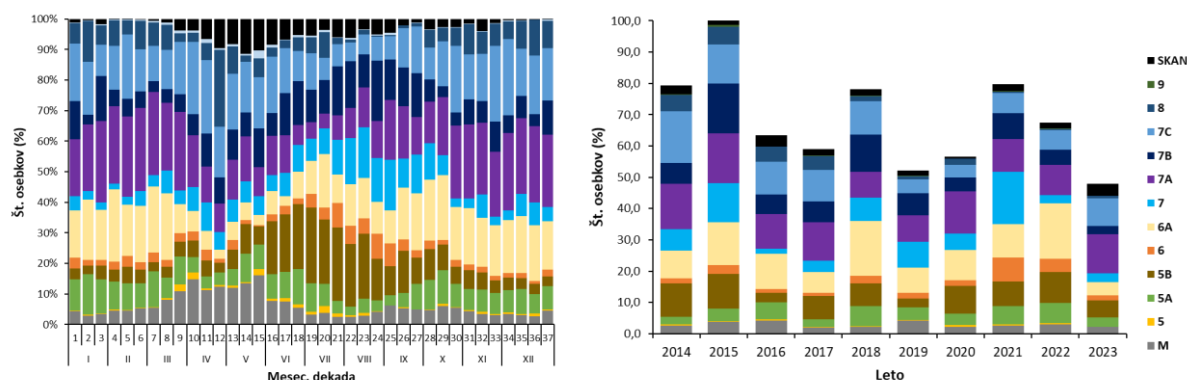 100%
90%
80%
70%
60%
50%
40%
30%
20%
10%
0%
Št. osebkov (%)
1 2 3 4 5 6 7 8 9 10 11 12 13 14 15 16 17 18 19 20 21 22 23 24 25 26 27 28 29 30 31 32 33 34 35 36 37
I II III IV V VI VII VIII IX X XI XII
Mesec, dekada
100,0
90,0
80,0
70,0
60,0
50,0
40,0
30,0
20,0
10,0
0,0
Št. osebkov (%)
2014 2015 2016 2017 2018 2019 2020 2021 2022 2023
Leto
SKAN
9
8
7C
7B
7A
7
6A
6
5B
5A
5
M